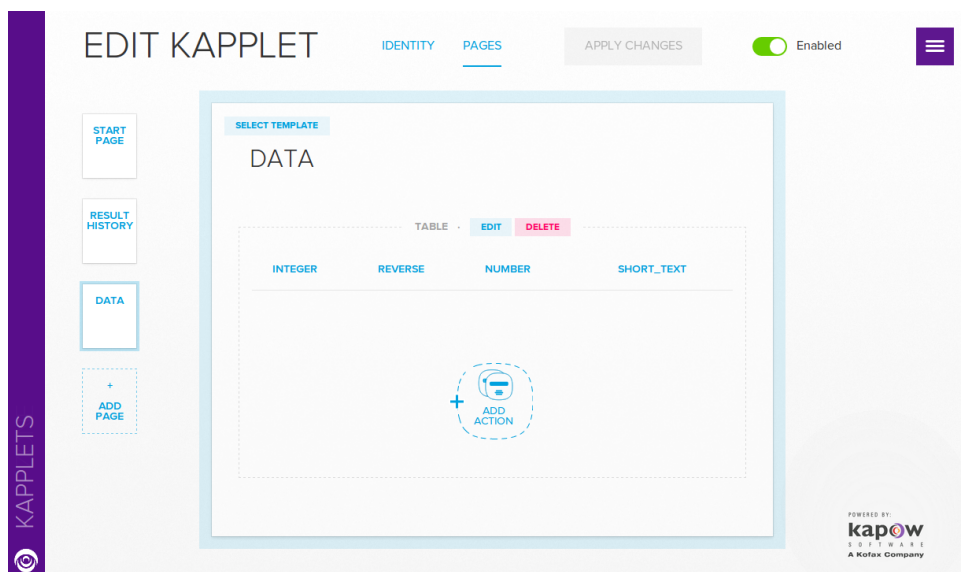 EDIT KAPPLET
IDENTITY
PAGES
APPLY CHANGES
Enabled
START
PAGE
RESULT
HISTORY
DATA
+
ADD
PAGE
SELECT TEMPLATE
DATA
TABLE
EDIT
DELETE
INTEGER
REVERSE
NUMBER
SHORT_TEXT
+
ADD
ACTION
KAPPLETS
POWERED BY:
kapow
SOFTWARE
A Kofax Company